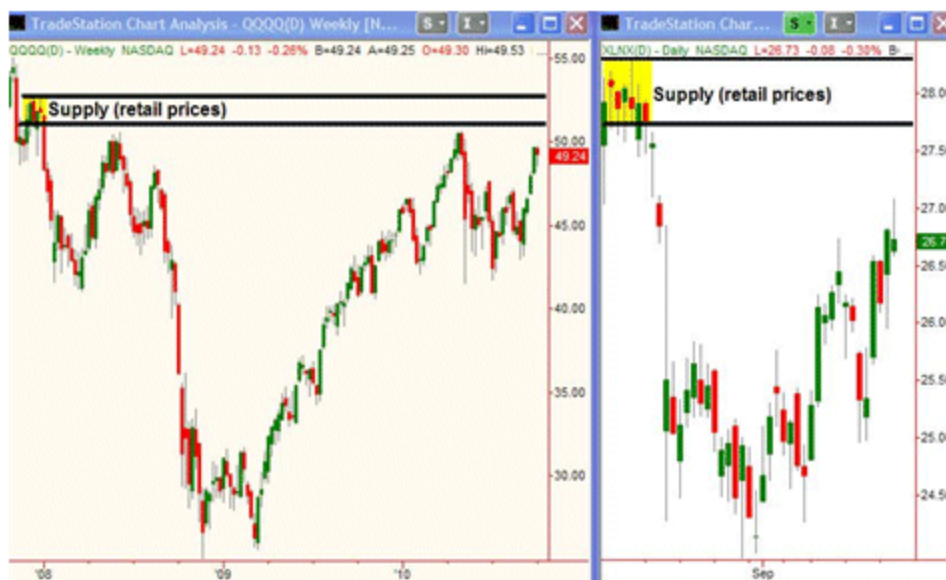 TradeStation Chart Analysis - QQQQ(D) Weekly [N...
S
I
QQQQ(D) - Weekly NASDAQ L=49.24 -0.13 -0.26% B=49.24 A=49.25 O=49.30 Hi=49.53 ...
55.00
Supply (retail prices)
50.00
49.24
45.00
40.00
35.00
30.00
'08 '09 '10
TradeStation Char...
S
I
XLNX(D) - Daily NASDAQ L=26.73 -0.08 -0.30% B...
28.00
Supply (retail prices)
27.50
27.00
26.7
26.50
26.00
25.50
25.00
24.50
Sep